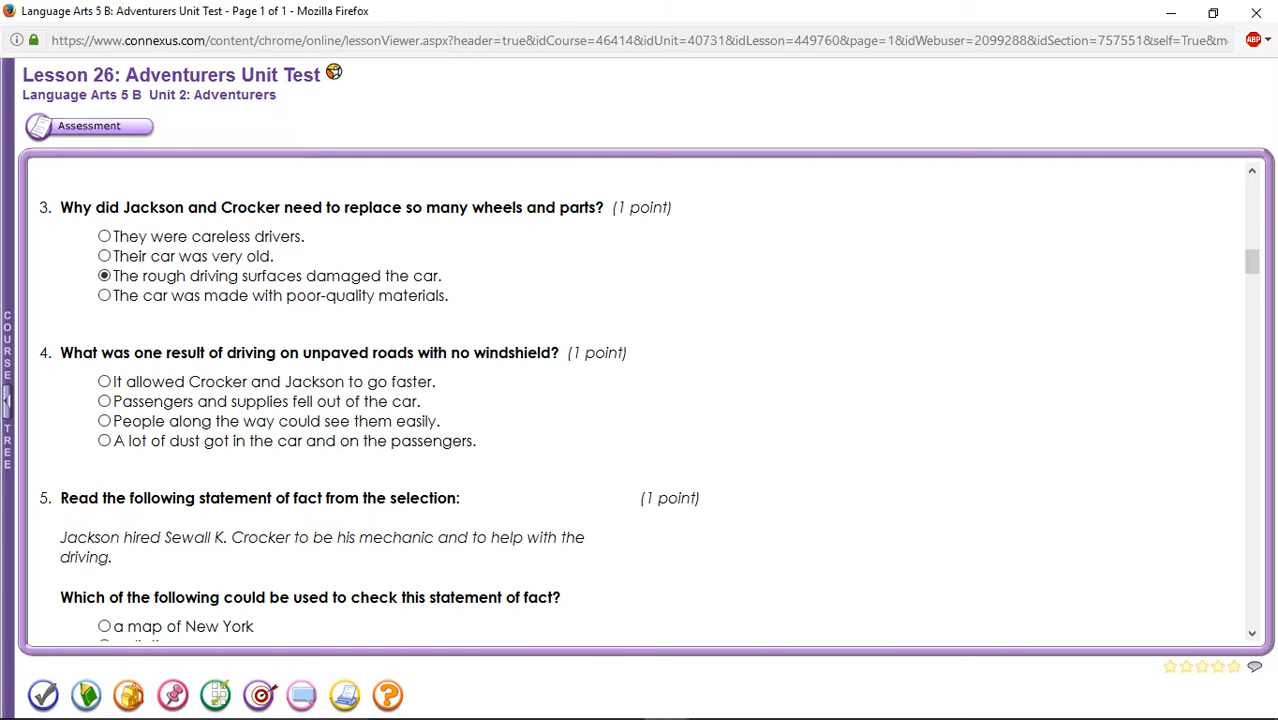 Language Arts 5 B: Adventurers Unit Test - Page 1 of 1 - Mozilla Firefox
https://www.connexus.com/content/chrome/online/lessonViewer.aspx?header=true&idCourse=46414&idUnit=40731&idLesson=449760&page=1&idWebuser=2099288&idSection=757551&self=True&m
ABP
Lesson 26: Adventurers Unit Test
Language Arts 5 B Unit 2: Adventurers
Assessment
3. Why did Jackson and Crocker need to replace so many wheels and parts? (1 point)
They were careless drivers.
Their car was very old.
The rough driving surfaces damaged the car.
The car was made with poor-quality materials.
4. What was one result of driving on unpaved roads with no windshield? (1 point)
It allowed Crocker and Jackson to go faster.
Passengers and supplies fell out of the car.
People along the way could see them easily.
A lot of dust got in the car and on the passengers.
5. Read the following statement of fact from the selection: (1 point)
Jackson hired Sewall K. Crocker to be his mechanic and to help with the
driving.
Which of the following could be used to check this statement of fact?
a map of New York
COURSE TREE